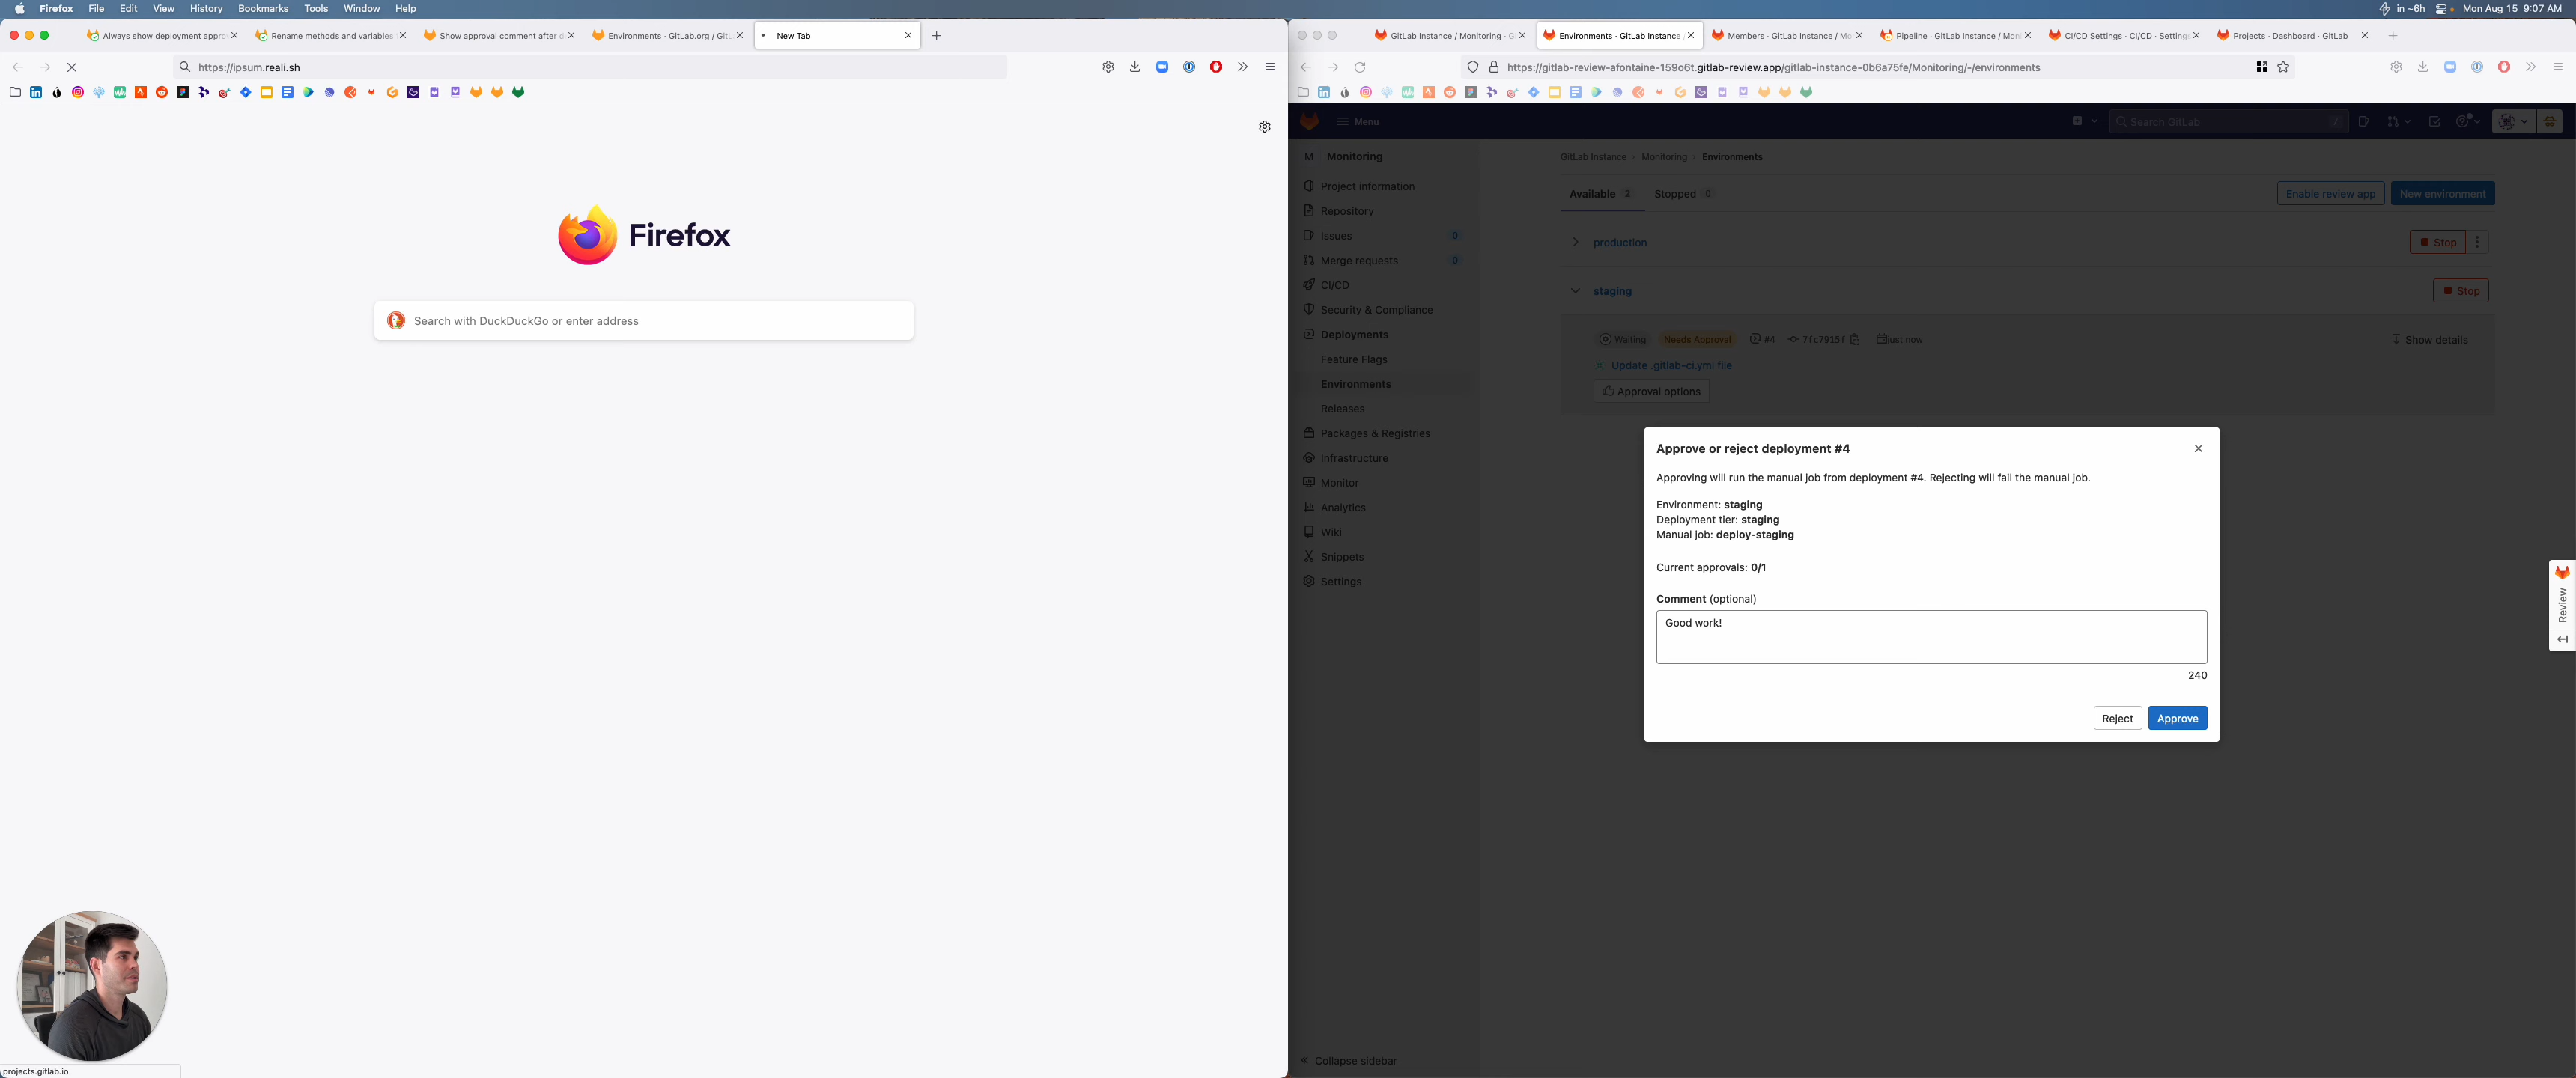 Firefox File Edit View History Bookmarks Tools Window Help
in ~6h Mon Aug 15 9:07 AM
Always show deployment appro
Rename methods and variables
Show approval comment after d
Environments · GitLab.org / GitL
New Tab
https://ipsum.reali.sh
Firefox
Search with DuckDuckGo or enter address
projects.gitlab.io
GitLab Instance / Monitoring · G
Environments · GitLab Instance /
Members · GitLab Instance / Mo
Pipeline · GitLab Instance / Mon
CI/CD Settings · CI/CD · Settings
Projects · Dashboard · GitLab
https://gitlab-review-afontaine-159o6t.gitlab-review.app/gitlab-instance-0b6a75fe/Monitoring/-/environments
Menu
Search GitLab /
M Monitoring
Project information
Repository
Issues 0
Merge requests 0
CI/CD
Security & Compliance
Deployments
Feature Flags
Environments
Releases
Packages & Registries
Infrastructure
Monitor
Analytics
Wiki
Snippets
Settings
Collapse sidebar
GitLab Instance › Monitoring › Environments
Available 2 Stopped 0
Enable review app New environment
production Stop
staging Stop
Waiting Needs Approval #4 7fc7915f just now Show details
Update .gitlab-ci.yml file
Approval options
Approve or reject deployment #4
Approving will run the manual job from deployment #4. Rejecting will fail the manual job.
Environment: staging
Deployment tier: staging
Manual job: deploy-staging
Current approvals: 0/1
Comment (optional)
Good work!
240
Reject Approve
Review